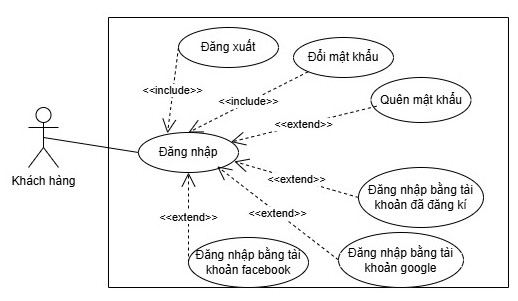 Đăng xuất
Đổi mật khẩu
<<include>>
<<include>>
Quên mật khẩu
<<extend>>
Đăng nhập
Khách hàng
<<extend>>
Đăng nhập bằng tài
khoản đã đăng kí
<<extend>>
<<extend>>
Đăng nhập bằng tài
khoản facebook
Đăng nhập bằng tài
khoản google